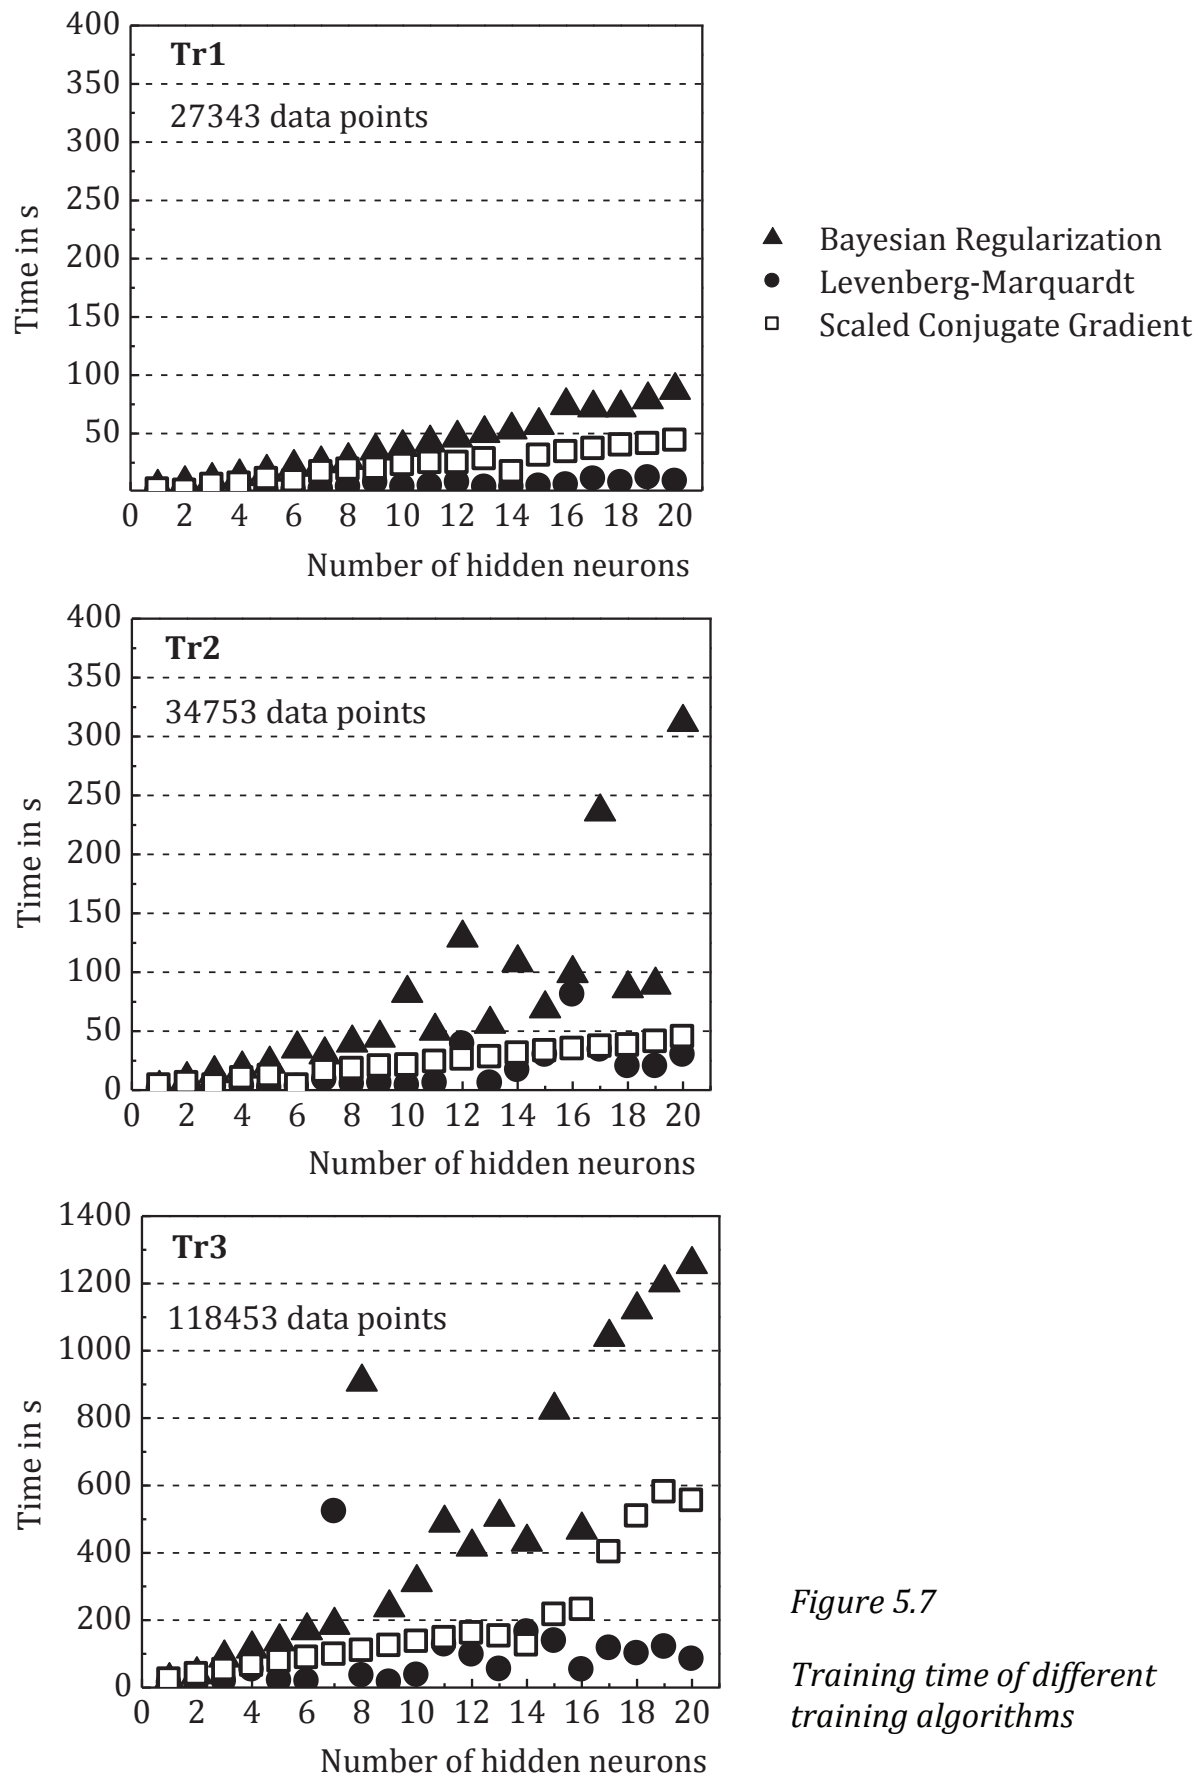 400
350
300
250
200
150
100
50
Time in s
Tr1
27343 data points
0 2 4 6 8 10 12 14 16 18 20
Number of hidden neurons
Bayesian Regularization
Levenberg-Marquardt
Scaled Conjugate Gradient
400
350
300
250
200
150
100
50
0
Time in s
Tr2
34753 data points
0 2 4 6 8 10 12 14 16 18 20
Number of hidden neurons
1400
1200
1000
800
600
400
200
0
Time in s
Tr3
118453 data points
0 2 4 6 8 10 12 14 16 18 20
Number of hidden neurons
Figure 5.7
Training time of different
training algorithms